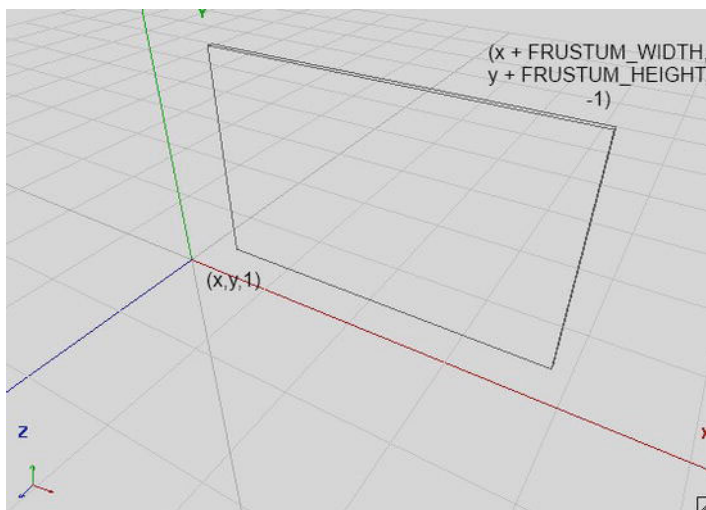 Y
(x + FRUSTUM_WIDTH,
y + FRUSTUM_HEIGHT
-1)
(x,y,1)
Z
X